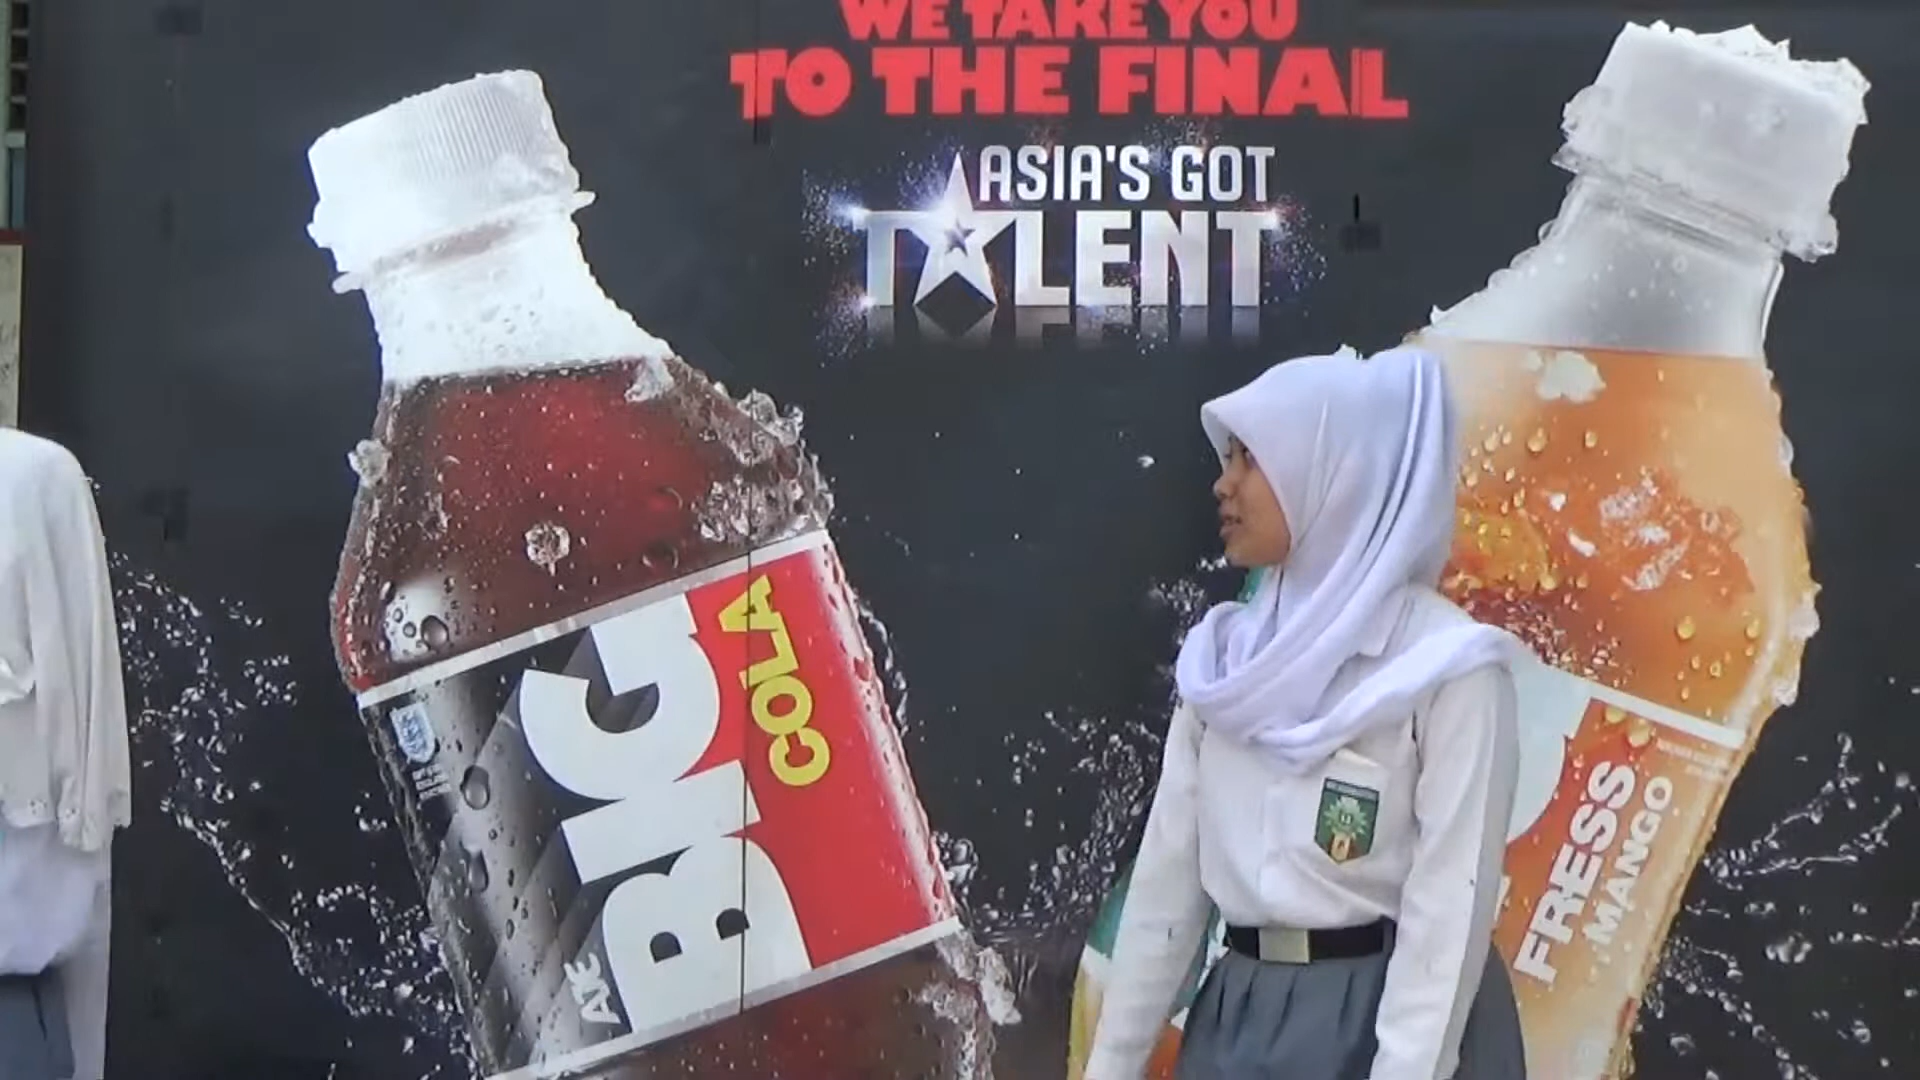 WE TAKE YOU
TO THE FINAL
ASIA'S GOT
TALENT
AJE
BIG
COLA
FRESS
MANGO